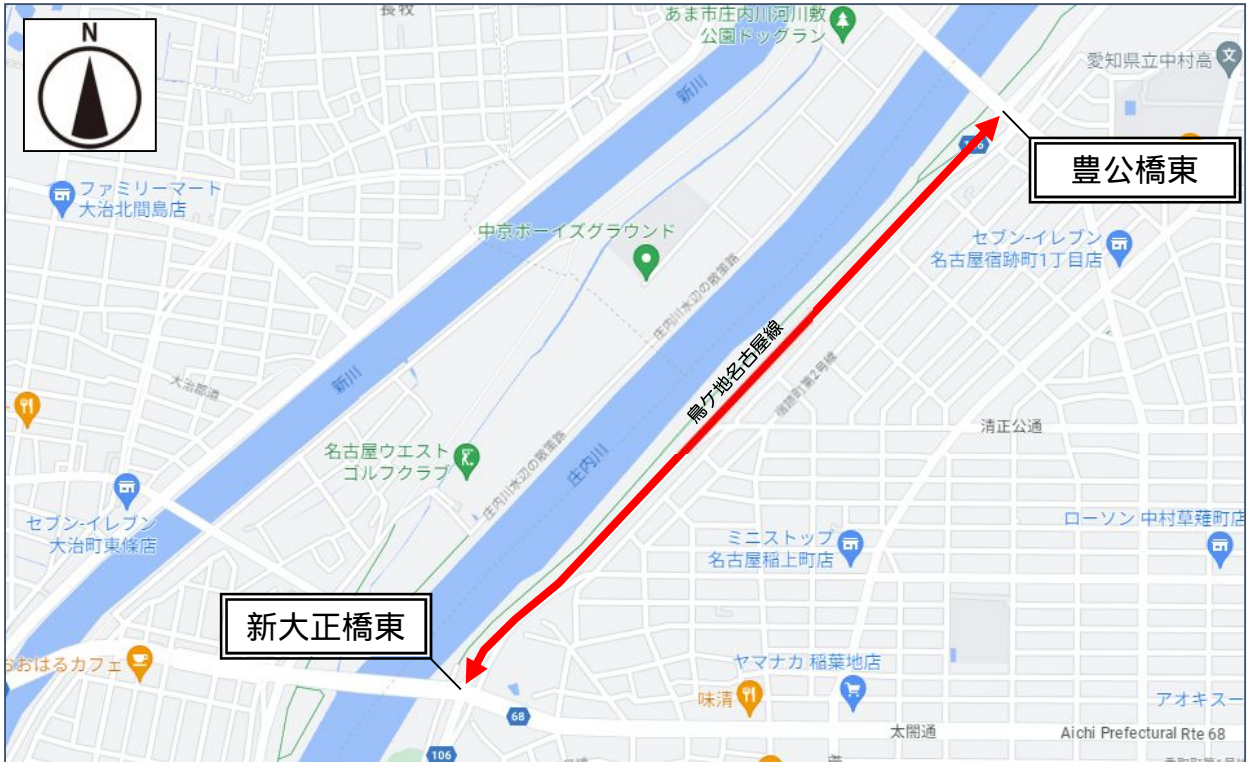 長牧
あま市庄内川河川敷
公園ドッグラン
N
愛知県立中村高
新川
豊公橋東
ファミリーマート
大治北間島店
中京ボーイズグラウンド
セブン-イレブン
名古屋宿跡町1丁目店
庄内川水辺の散策路
鳥ケ地名古屋線
宿跡町第2号線
新川
大治郡道
清正公通
名古屋ウエスト
ゴルフクラブ
庄内川
庄内川水辺の散策路
セブン-イレブン
大治町東條店
ローソン 中村草薙町店
ミニストップ
名古屋稲上町店
新大正橋東
おおはるカフェ
ヤマナカ 稲葉地店
味清
アオキスー
68
太閤通
Aichi Prefectural Rte 68
106